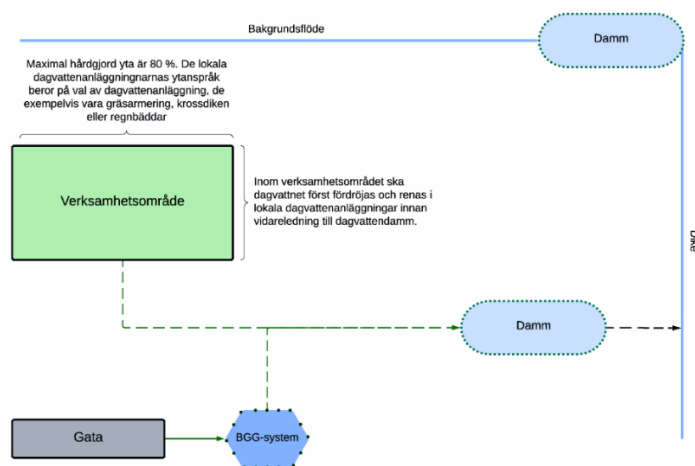 Bakgrundsflöde
Damm
Maximal hårdgjord yta är 80 %. De lokala
dagvattenanläggningnarnas ytanspråk
beror på val av dagvattenanläggning, de
exempelvis vara gräsarmering, krossdiken
eller regnbäddar
Verksamhetsområde
Inom verksamhetsområdet ska
dagvattnet först fördröjas och renas i
lokala dagvattenanläggningar innan
vidareledning till dagvattendamm.
Dike
Damm
Gata
BGG-system